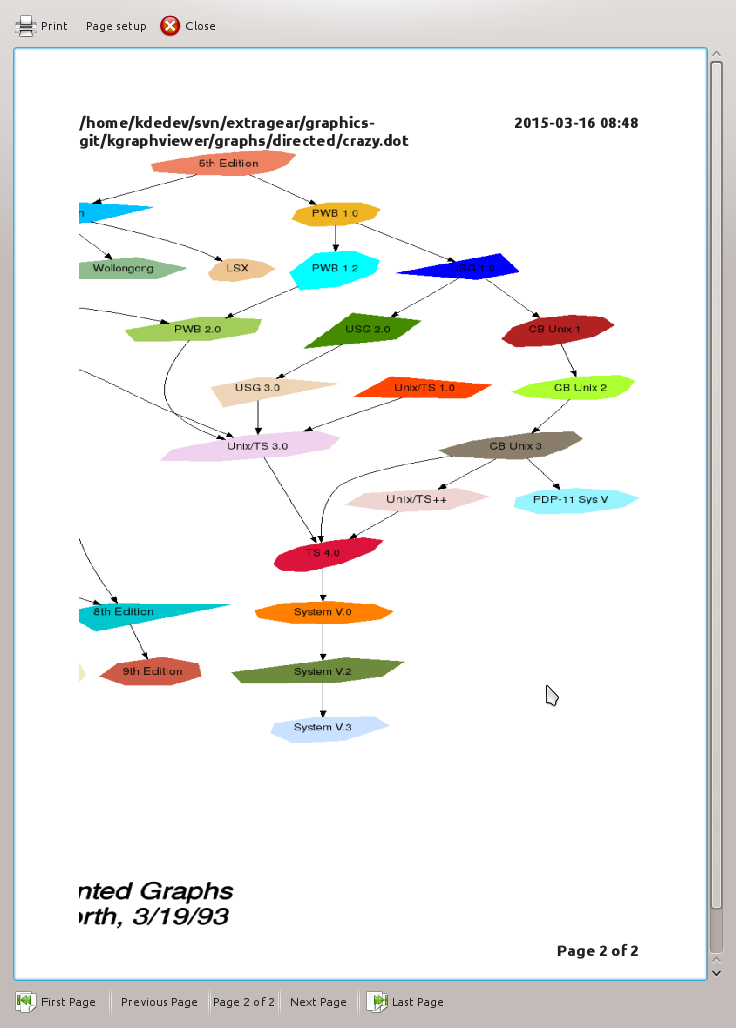 Print Page setup Close
/home/kdedev/svn/extragear/graphics- 2015-03-16 08:48
git/kgraphviewer/graphs/directed/crazy.dot
5th Edition
n PWB 1.0
Wollongong LSX PWB 1.2 USG 1.0
PWB 2.0 USG 2.0 CB Unix 1
USG 3.0 Unix/TS 1.0 CB Unix 2
Unix/TS 3.0 CB Unix 3
Unix/TS++ PDP-11 Sys V
TS 4.0
8th Edition System V.0
9th Edition System V.2
System V.3
nted Graphs
orth, 3/19/93
Page 2 of 2
First Page Previous Page Page 2 of 2 Next Page Last Page